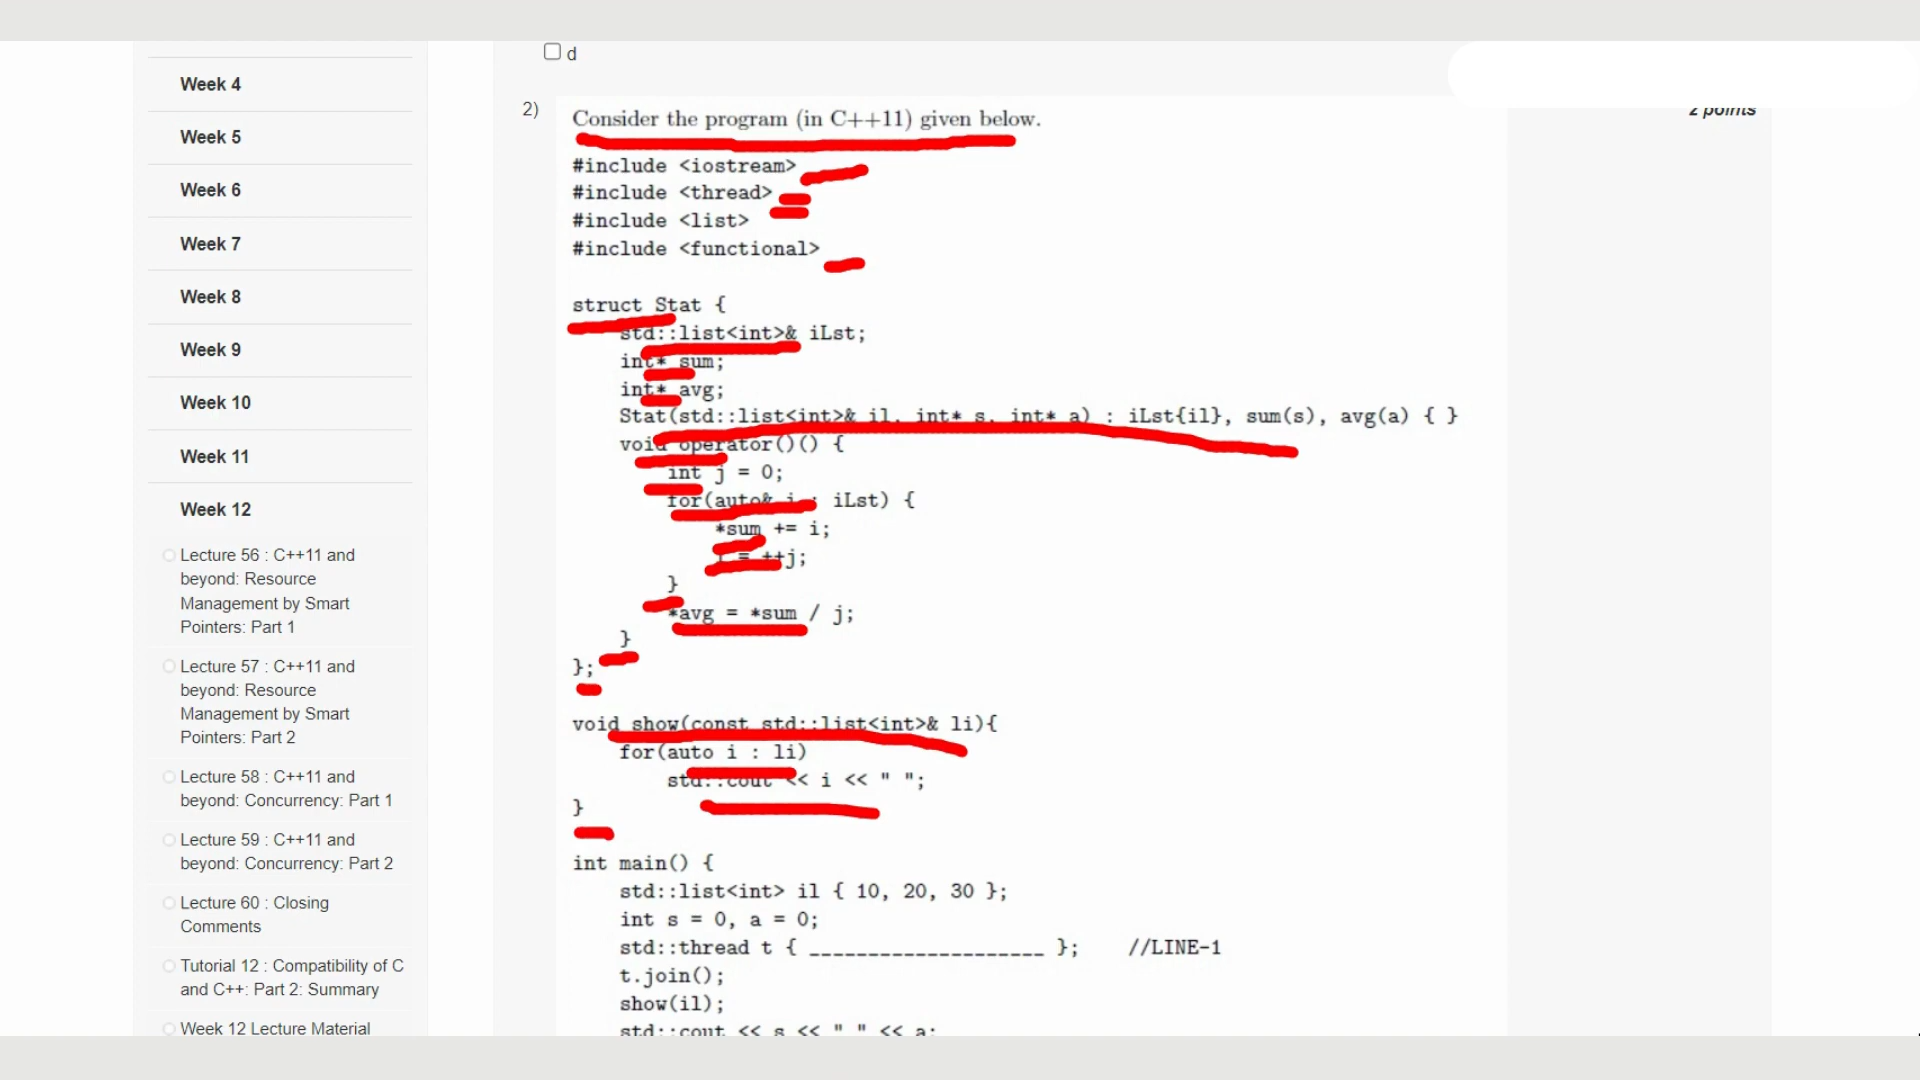 Week 4
Week 5
Week 6
Week 7
Week 8
Week 9
Week 10
Week 11
Week 12
Lecture 56 : C++11 and
beyond: Resource
Management by Smart
Pointers: Part 1
Lecture 57 : C++11 and
beyond: Resource
Management by Smart
Pointers: Part 2
Lecture 58 : C++11 and
beyond: Concurrency: Part 1
Lecture 59 : C++11 and
beyond: Concurrency: Part 2
Lecture 60 : Closing
Comments
Tutorial 12 : Compatibility of C
and C++: Part 2: Summary
Week 12 Lecture Material
d
2)
2 points
Consider the program (in C++11) given below.
#include <iostream>
#include <thread>
#include <list>
#include <functional>
struct Stat {
std::list<int>& iLst;
int* sum;
int* avg;
Stat(std::list<int>& il, int* s, int* a) : iLst{il}, sum(s), avg(a) { }
void operator()() {
int j = 0;
for(auto& i : iLst) {
*sum += i;
i = ++j;
}
*avg = *sum / j;
}
};
void show(const std::list<int>& li){
for(auto i : li)
std::cout << i << " ";
}
int main() {
std::list<int> il { 10, 20, 30 };
int s = 0, a = 0;
std::thread t { ____________________ }; //LINE-1
t.join();
show(il);
std::cout << s << " " << a;